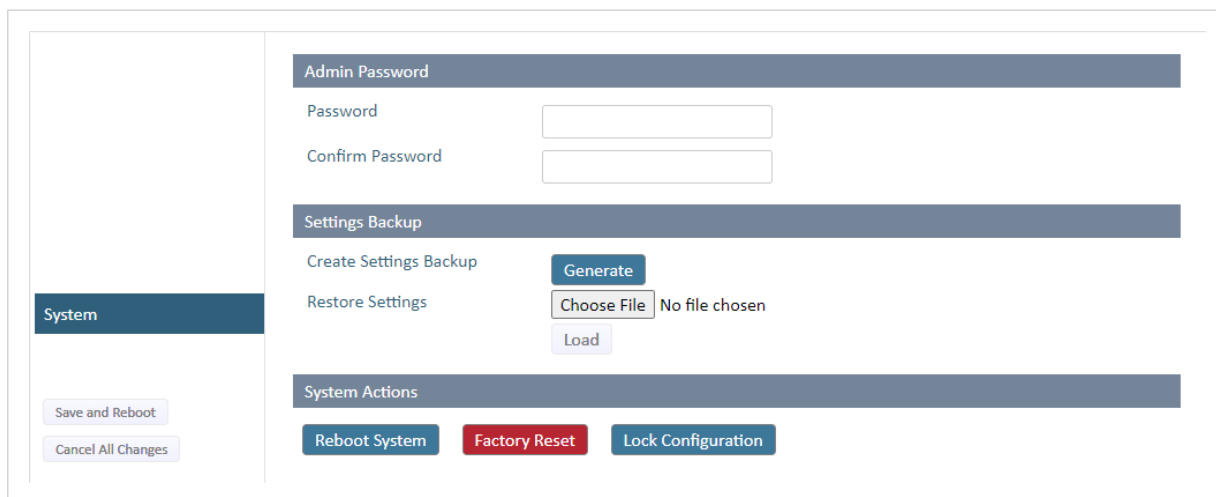 Admin Password
Password
Confirm Password
Settings Backup
Create Settings Backup
Generate
Restore Settings
Choose File No file chosen
Load
System
System Actions
Save and Reboot
Cancel All Changes
Reboot System Factory Reset Lock Configuration